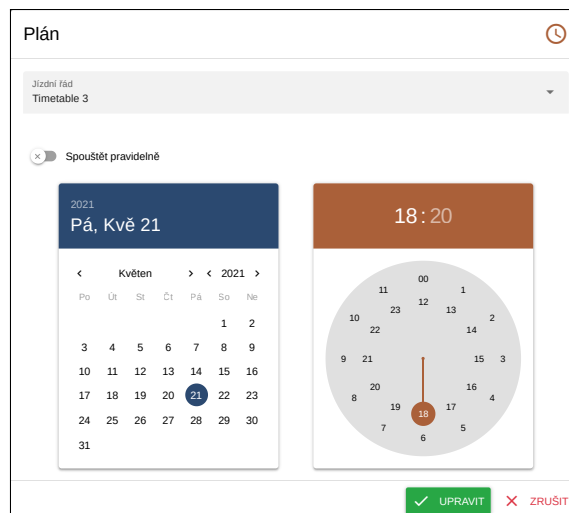 Plán
Jízdní řád
Timetable 3
Spouštět pravidelně
2021
Pá, Kvě 21
Květen 2021
Po Út St Čt Pá So Ne
1 2
3 4 5 6 7 8 9
10 11 12 13 14 15 16
17 18 19 20 21 22 23
24 25 26 27 28 29 30
31
18:20
00
11 1
12
23 13
10 2
22 14
9 21 15 3
20 16
8 4
19 17
18
7 5
6
UPRAVIT ZRUŠIT